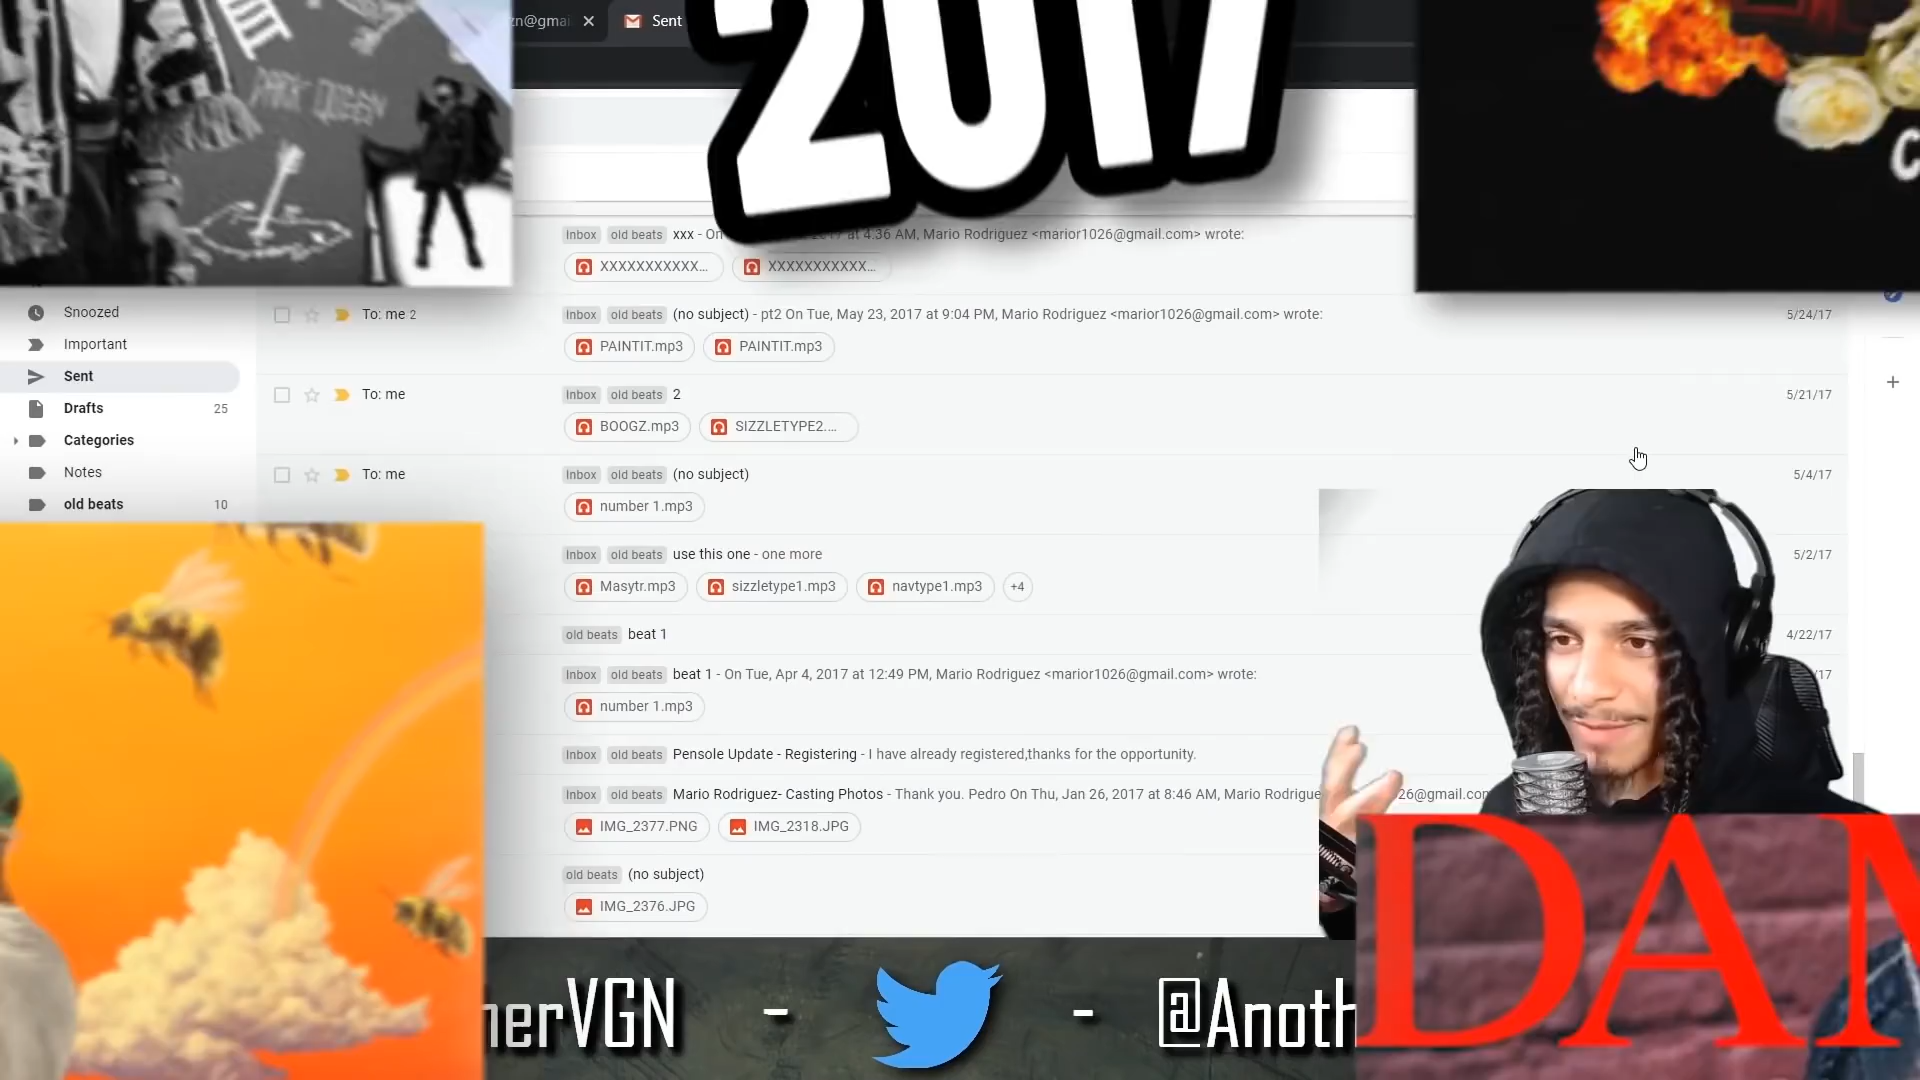 zn@gmai
Sent
2017
PARK QUEEN
C
Inbox old beats xxx - On 2017 at 4:36 AM, Mario Rodriguez <marior1026@gmail.com> wrote:
XXXXXXXXXXX... XXXXXXXXXXX...
Snoozed
To: me 2 Inbox old beats (no subject) - pt2 On Tue, May 23, 2017 at 9:04 PM, Mario Rodriguez <marior1026@gmail.com> wrote: 5/24/17
Important
PAINTIT.mp3 PAINTIT.mp3
Sent
To: me Inbox old beats 2 5/21/17
Drafts 25
BOOGZ.mp3 SIZZLETYPE2....
Categories
Notes
To: me Inbox old beats (no subject) 5/4/17
old beats 10
number 1.mp3
Inbox old beats use this one - one more 5/2/17
Masytr.mp3 sizzletype1.mp3 navtype1.mp3 +4
old beats beat 1 4/22/17
Inbox old beats beat 1 - On Tue, Apr 4, 2017 at 12:49 PM, Mario Rodriguez <marior1026@gmail.com> wrote: /17
number 1.mp3
Inbox old beats Pensole Update - Registering - I have already registered,thanks for the opportunity.
Inbox old beats Mario Rodriguez- Casting Photos - Thank you. Pedro On Thu, Jan 26, 2017 at 8:46 AM, Mario Rodrigue 26@gmail.com
IMG_2377.PNG IMG_2318.JPG
old beats (no subject)
IMG_2376.JPG
DAM
herVGN - - @Anoth